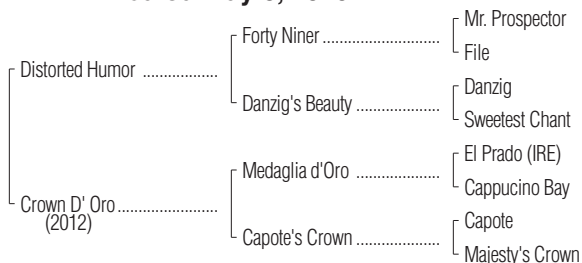 Forty Niner ........................
Mr. Prospector
File
Distorted Humor ..................
Danzig's Beauty ..................
Danzig
Sweetest Chant
Medaglia d'Oro ....................
El Prado (IRE)
Cappucino Bay
Crown D' Oro ........................
(2012)
Capote's Crown ...................
Capote
Majesty's Crown